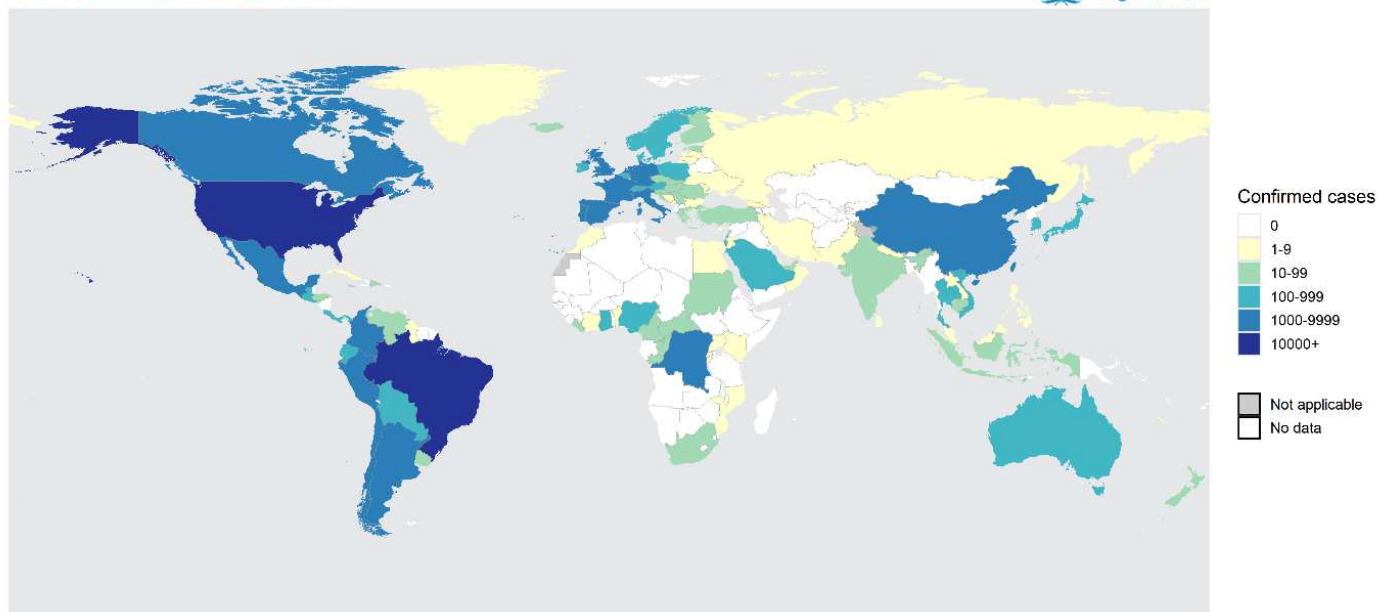 Confirmed cases
0
1-9
10-99
100-999
1000-9999
10000+
Not applicable
No data